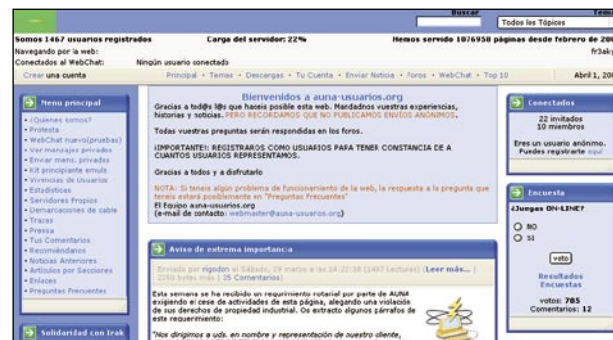 Buscar
Tema
Todos los Tópicos
Somos 1467 usuarios registrados
Carga del servidor: 22%
Hemos servido 1076958 páginas desde febrero de 200
Navegando por la web:
fr3aky
Conectados al WebChat:
Ningún usuario conectado
Crear una cuenta
Principal • Temas • Descargas • Tu Cuenta • Enviar Noticia • Foros • WebChat • Top 10
Abril 1, 200
Menu principal
• ¿Quienes somos?
• Protesta
• WebChat nuevo(pruebas)
• Ver mensajes privados
• Enviar mens. privados
• Kit principiante emule
• Vivencias de Usuarios
• Estadísticas
• Servidores Propios
• Demarcaciones de cable
• Trazas
• Prensa
• Tus Comentarios
• Recomiéndanos
• Noticias Anteriores
• Artículos por Secciones
• Enlaces
• Preguntas Frecuentes
Solidaridad con Irak
Bienvenidos a auna-usuarios.org
Gracias a tod@s l@s que haceis posible esta web. Mandadnos vuestras experiencias,
historias y noticias. PERO RECORDAMOS QUE NO PUBLICAMOS ENVÍOS ANÓNIMOS.
Todas vuestras preguntas serán respondidas en los foros.
¡IMPORTANTE!: REGISTRAROS COMO USUARIOS PARA TENER CONSTANCIA DE A
CUANTOS USUARIOS REPRESENTAMOS.
Gracias a todos y a disfrutarlo
NOTA: Si teneis algún problema de funcionamiento de la web, la respuesta a la pregunta que
teneis estará posiblemente en "Preguntas Frecuentes"
El Equipo auna-usuarios.org
(e-mail de contacto: webmaster@auna-usuarios.org)
Aviso de extrema importancia
Enviado por rigodon el Sábado, 29 marzo a las 14:22:38 (1487 Lecturas) (Leer más... |
2250 bytes más | 15 Comentarios)
Esta semana se ha recibido un requirimiento notarial por parte de AUNA
exigiendo el cese de actividades de esta página, alegando una violación
de sus derechos de propiedad industrial. Os extracto algunos párrafos de
este requerimiento:
"Nos dirigimos a uds. en nombre y representación de nuestro cliente,
Conectados
22 invitados
10 miembros
Eres un usuario anónimo.
Puedes registrarte aquí
Encuesta
¿Juegas ON-LINE?
NO
SI
voto
Resultados
Encuestas
votos: 705
Comentarios: 12